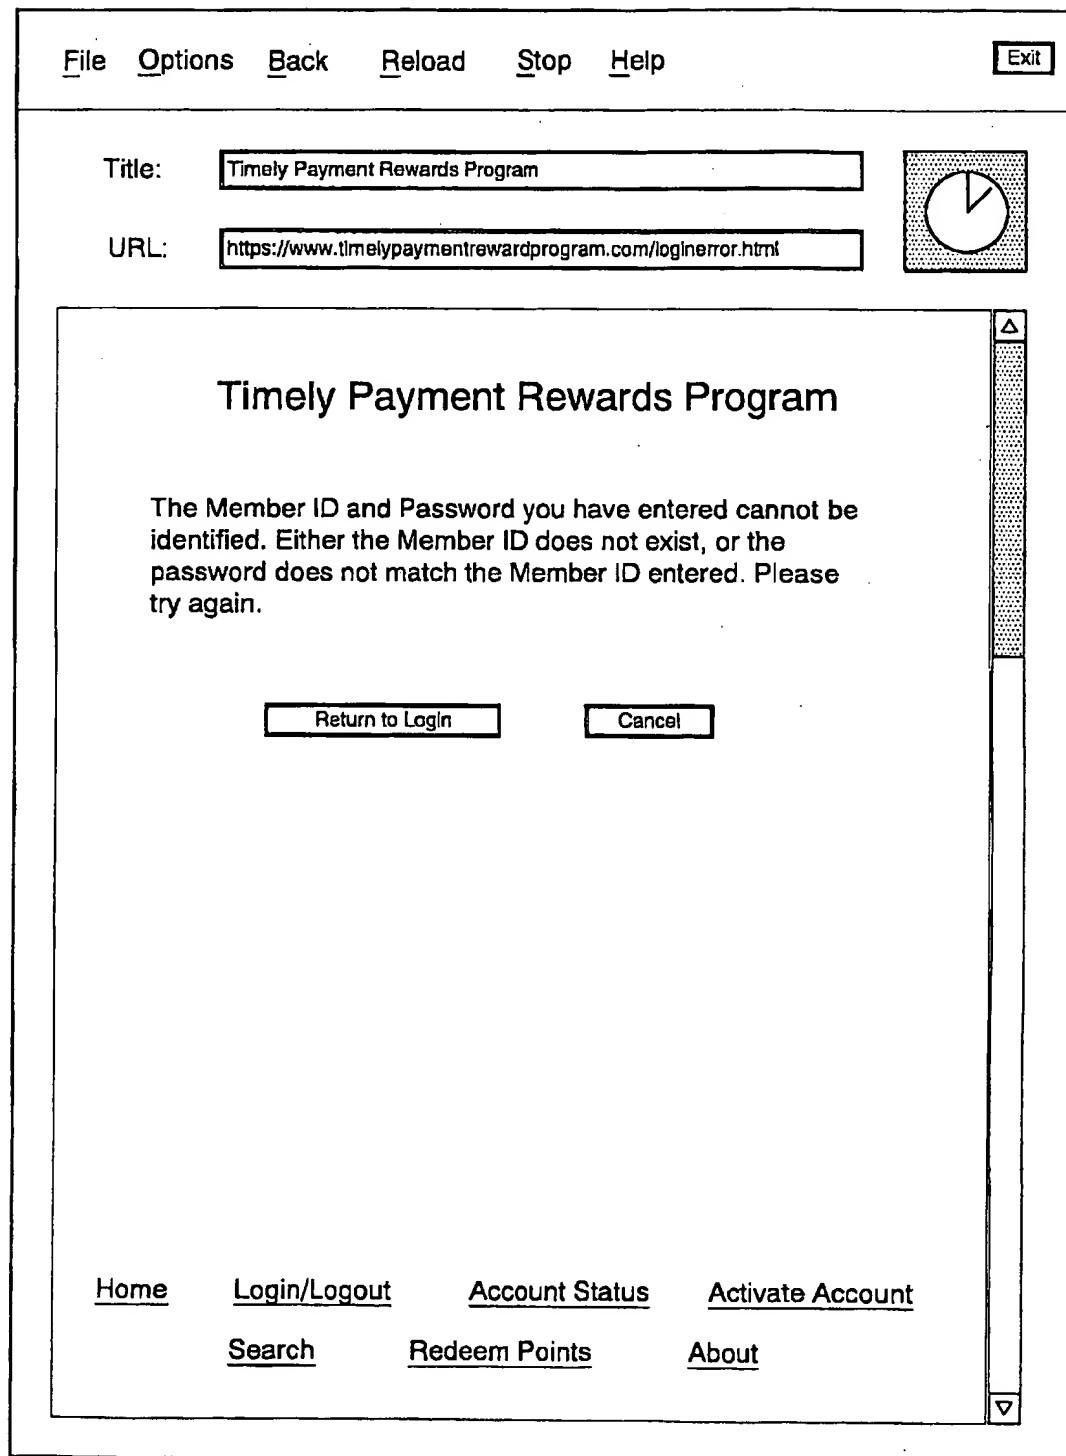 File Options Back Reload Stop Help Exit
Title: Timely Payment Rewards Program
URL: https://www.timelypaymentrewardprogram.com/loginerror.html
Timely Payment Rewards Program
The Member ID and Password you have entered cannot be
identified. Either the Member ID does not exist, or the
password does not match the Member ID entered. Please
try again.
Return to Login Cancel
Home Login/Logout Account Status Activate Account
Search Redeem Points About